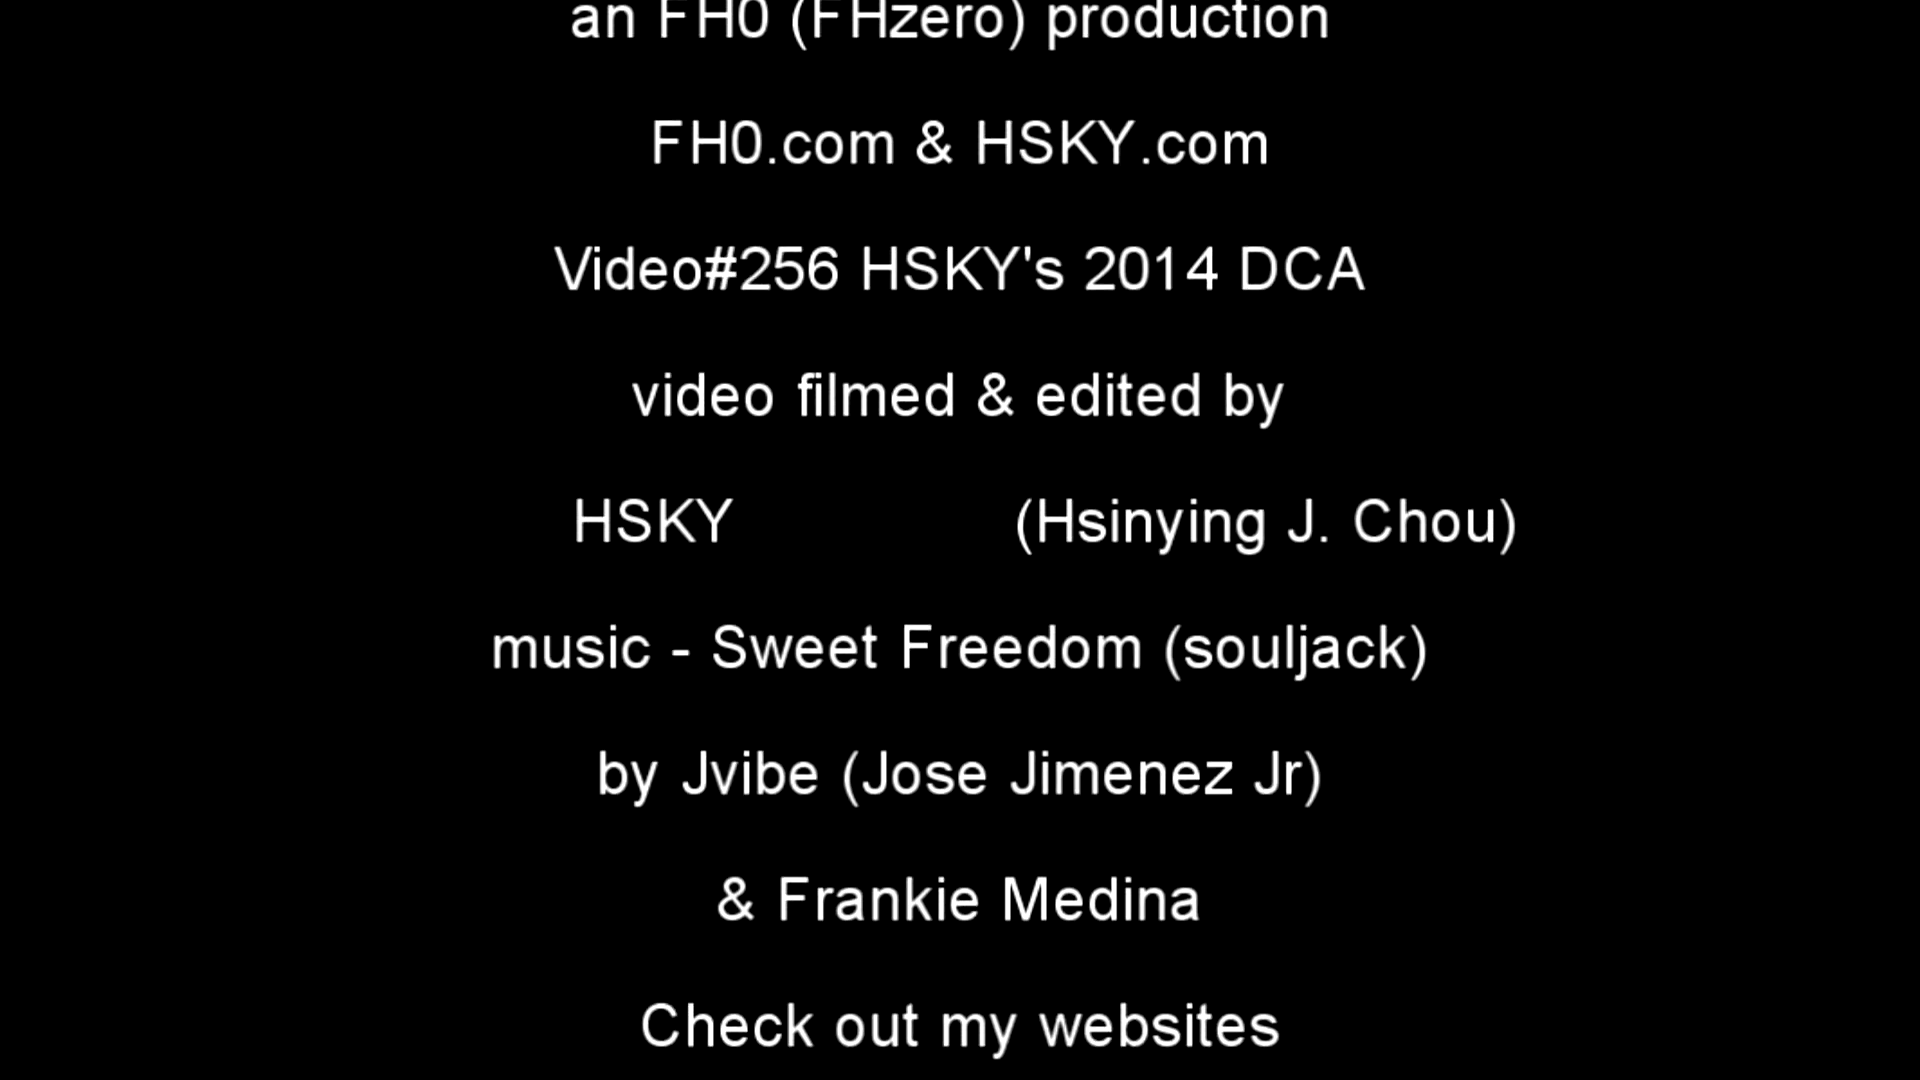 an FH0 (FHzero) production
FH0.com & HSKY.com
Video#256 HSKY's 2014 DCA
video filmed & edited by
HSKY (Hsinying J. Chou)
music - Sweet Freedom (souljack)
by Jvibe (Jose Jimenez Jr)
& Frankie Medina
Check out my websites